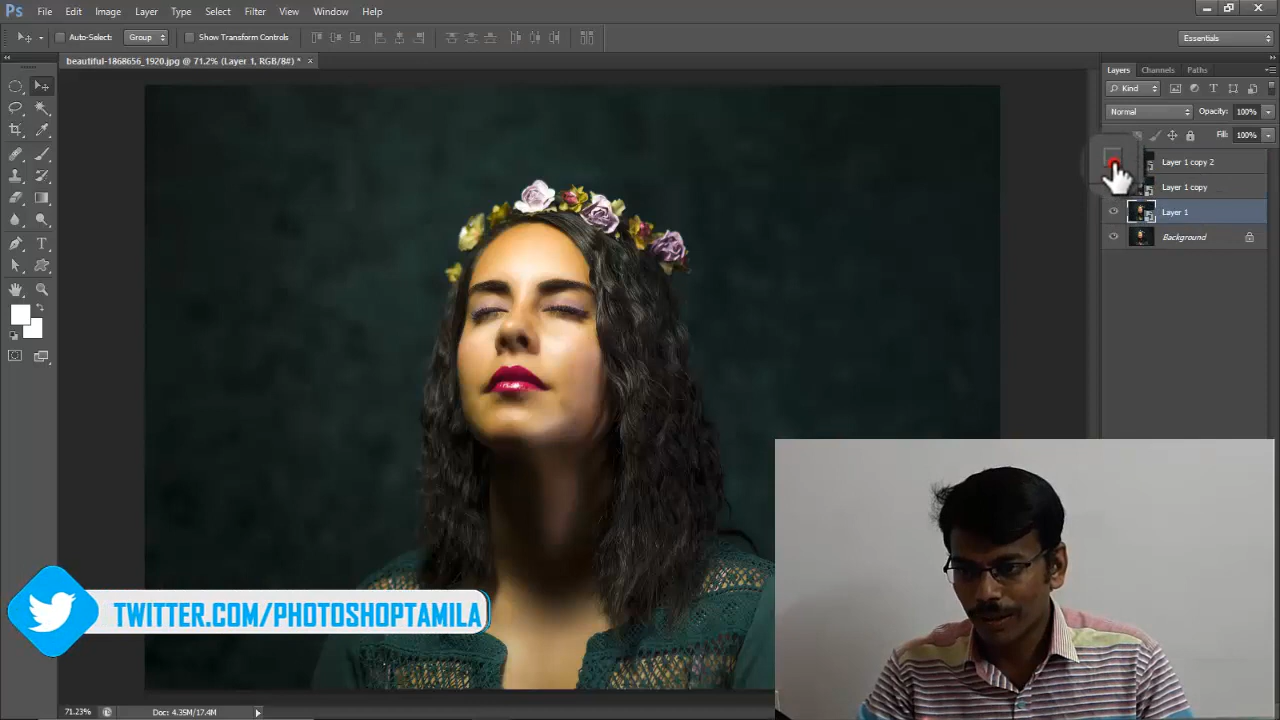 Ps File Edit Image Layer Type Select Filter View Window Help
Auto-Select: Group Show Transform Controls Essentials
beautiful-1868656_1920.jpg @ 71.2% (Layer 1, RGB/8#) * ×
Layers Channels Paths
Kind
Normal Opacity: 100%
Fill: 100%
Layer 1 copy 2
Layer 1 copy
Layer 1
Background
TWITTER.COM/PHOTOSHOPTAMILA
71.23% Doc: 4.35M/17.4M